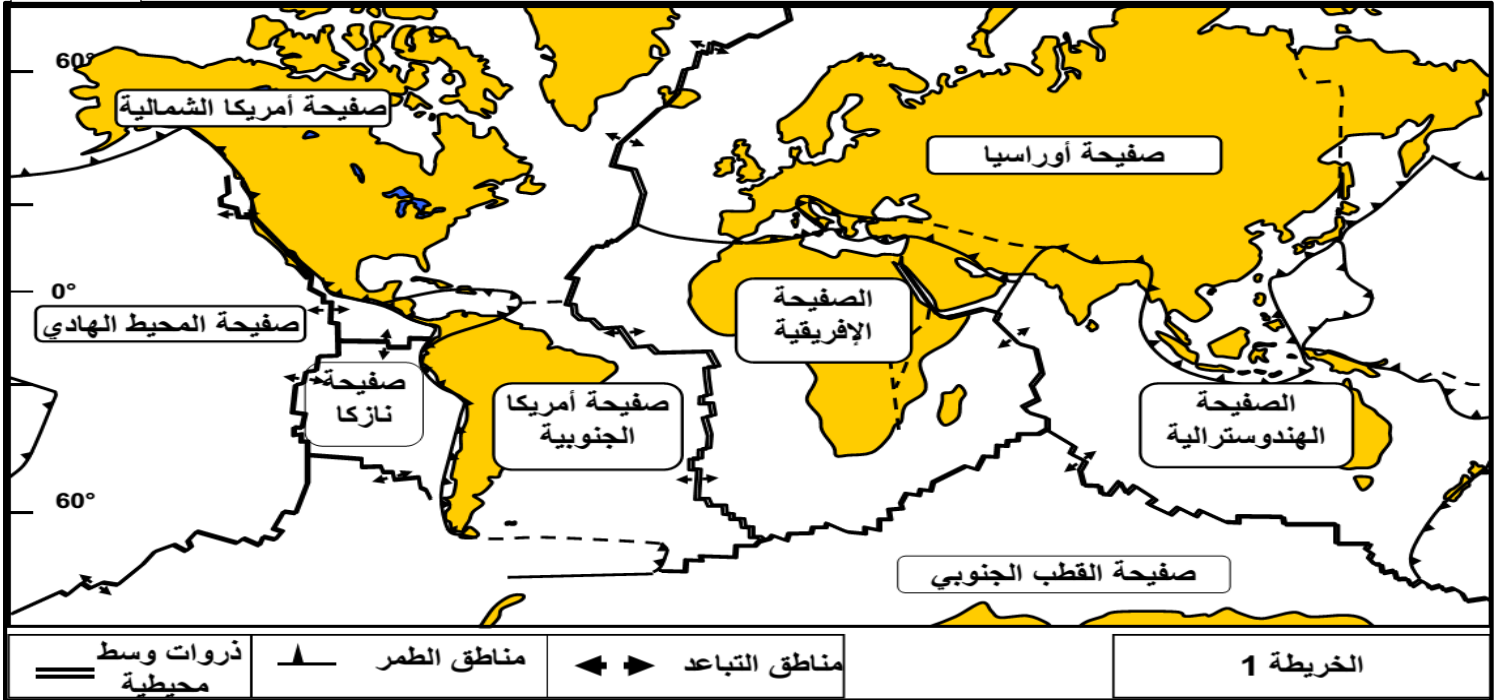 60°
صفيحة أمريكا الشمالية
صفيحة أوراسيا
0°
صفيحة المحيط الهادي
الصفيحة
الإفريقية
صفيحة
نازكا
صفيحة أمريكا
الجنوبية
الصفيحة
الهندوسترالية
60°
صفيحة القطب الجنوبي
ذروات وسط
محيطية
مناطق الطمر
مناطق التباعد
الخريطة 1